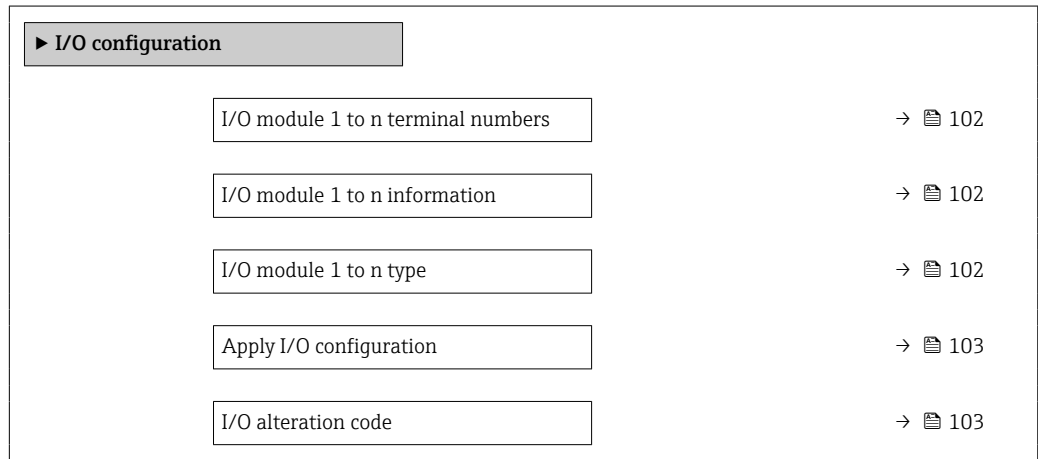 ► I/O configuration
I/O module 1 to n terminal numbers → 102
I/O module 1 to n information → 102
I/O module 1 to n type → 102
Apply I/O configuration → 103
I/O alteration code → 103